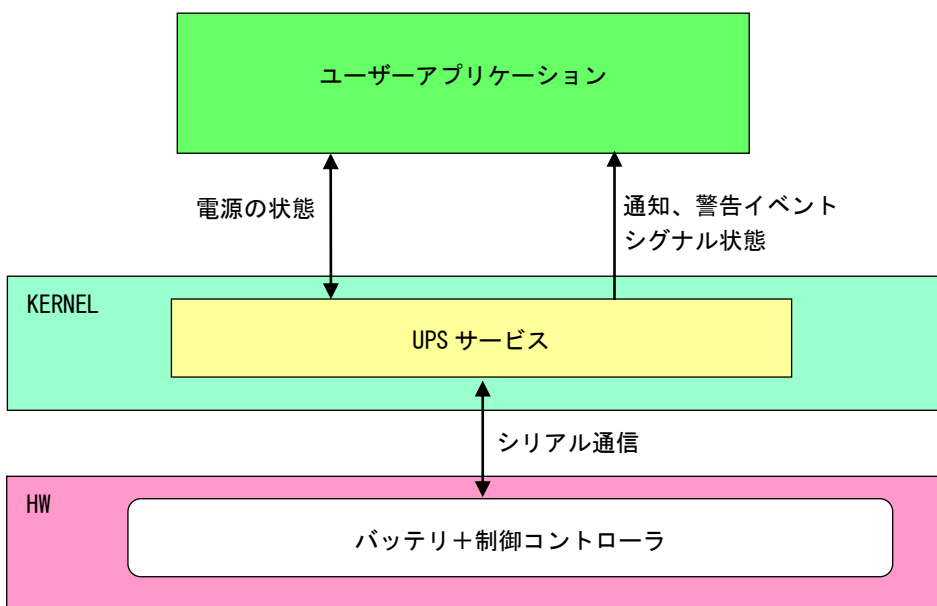 ユーザーアプリケーション
電源の状態
通知、警告イベント
シグナル状態
KERNEL
UPS サービス
シリアル通信
HW
バッテリ＋制御コントローラ